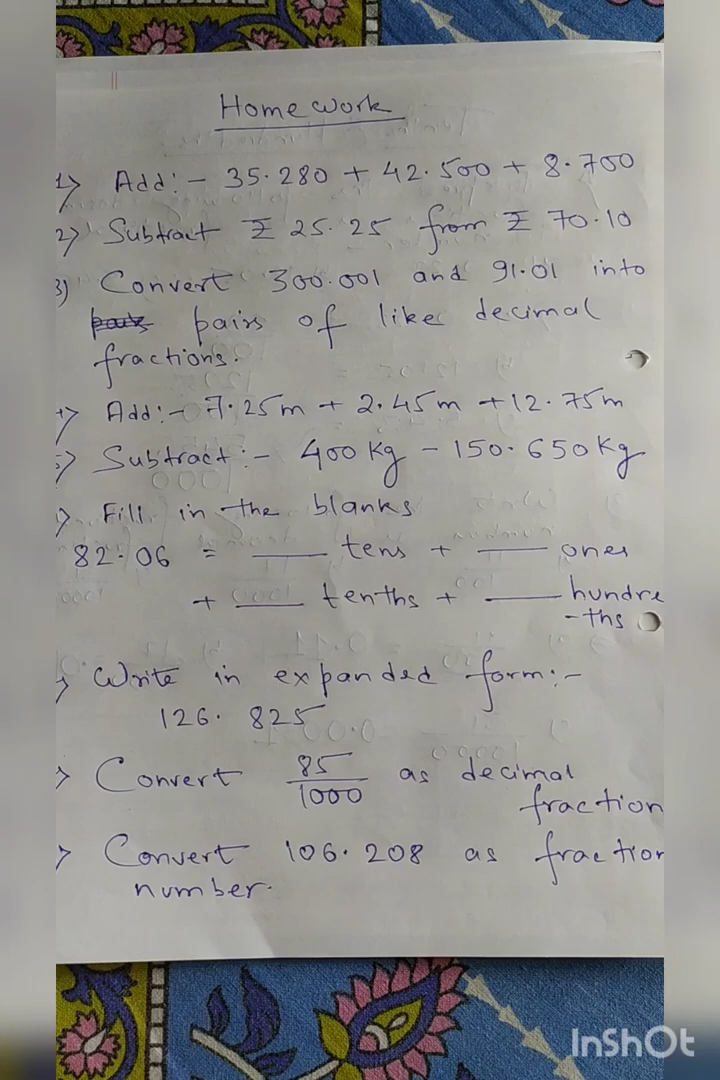 Home work
1) Add:- 35.280 + 42.500 + 8.700
2) Subtract ₹ 25.25 from ₹ 70.10
3) Convert 300.001 and 91.01 into
pairs of like decimal
fractions.
Add:- 7.25m + 2.45m + 12.75m
) Subtract:- 400 kg - 150.650 kg
) Fill in the blanks
82.06 = ___ tens + ___ ones
+ ___ tenths + ___ hundre
-ths
) Write in expanded form:-
126.825
) Convert 85/1000 as decimal
fraction
) Convert 106.208 as fraction
number.
InShOt